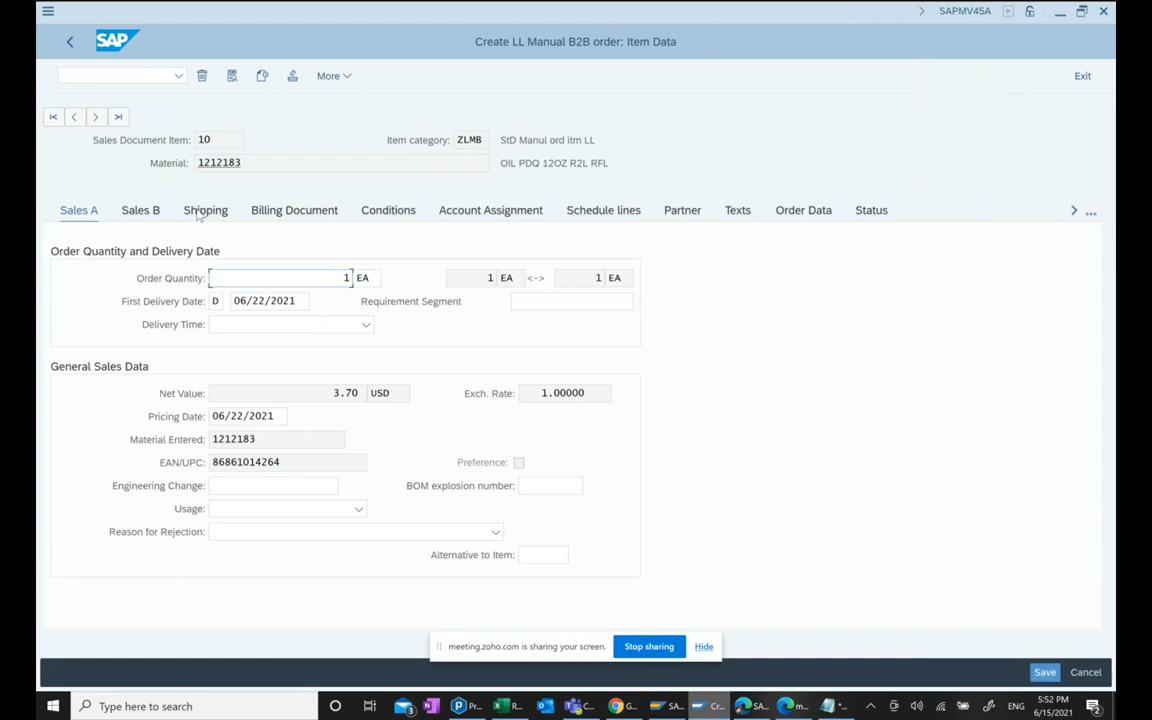 SAPMV45A
SAP
Create LL Manual B2B order: Item Data
More
Exit
Sales Document Item: 10 Item category: ZLMB StD Manul ord itm LL
Material: 1212183 OIL PDQ 12OZ R2L RFL
Sales A Sales B Shipping Billing Document Conditions Account Assignment Schedule lines Partner Texts Order Data Status
Order Quantity and Delivery Date
Order Quantity: 1 EA 1 EA <-> 1 EA
First Delivery Date: D 06/22/2021 Requirement Segment
Delivery Time:
General Sales Data
Net Value: 3.70 USD Exch. Rate: 1.00000
Pricing Date: 06/22/2021
Material Entered: 1212183
EAN/UPC: 86861014264 Preference:
Engineering Change: BOM explosion number:
Usage:
Reason for Rejection:
Alternative to Item:
meeting.zoho.com is sharing your screen. Stop sharing Hide
Save Cancel
Type here to search 3 Pr... R... C... G... SA... Cr... SA... m... ENG 5:52 PM
6/15/2021 2